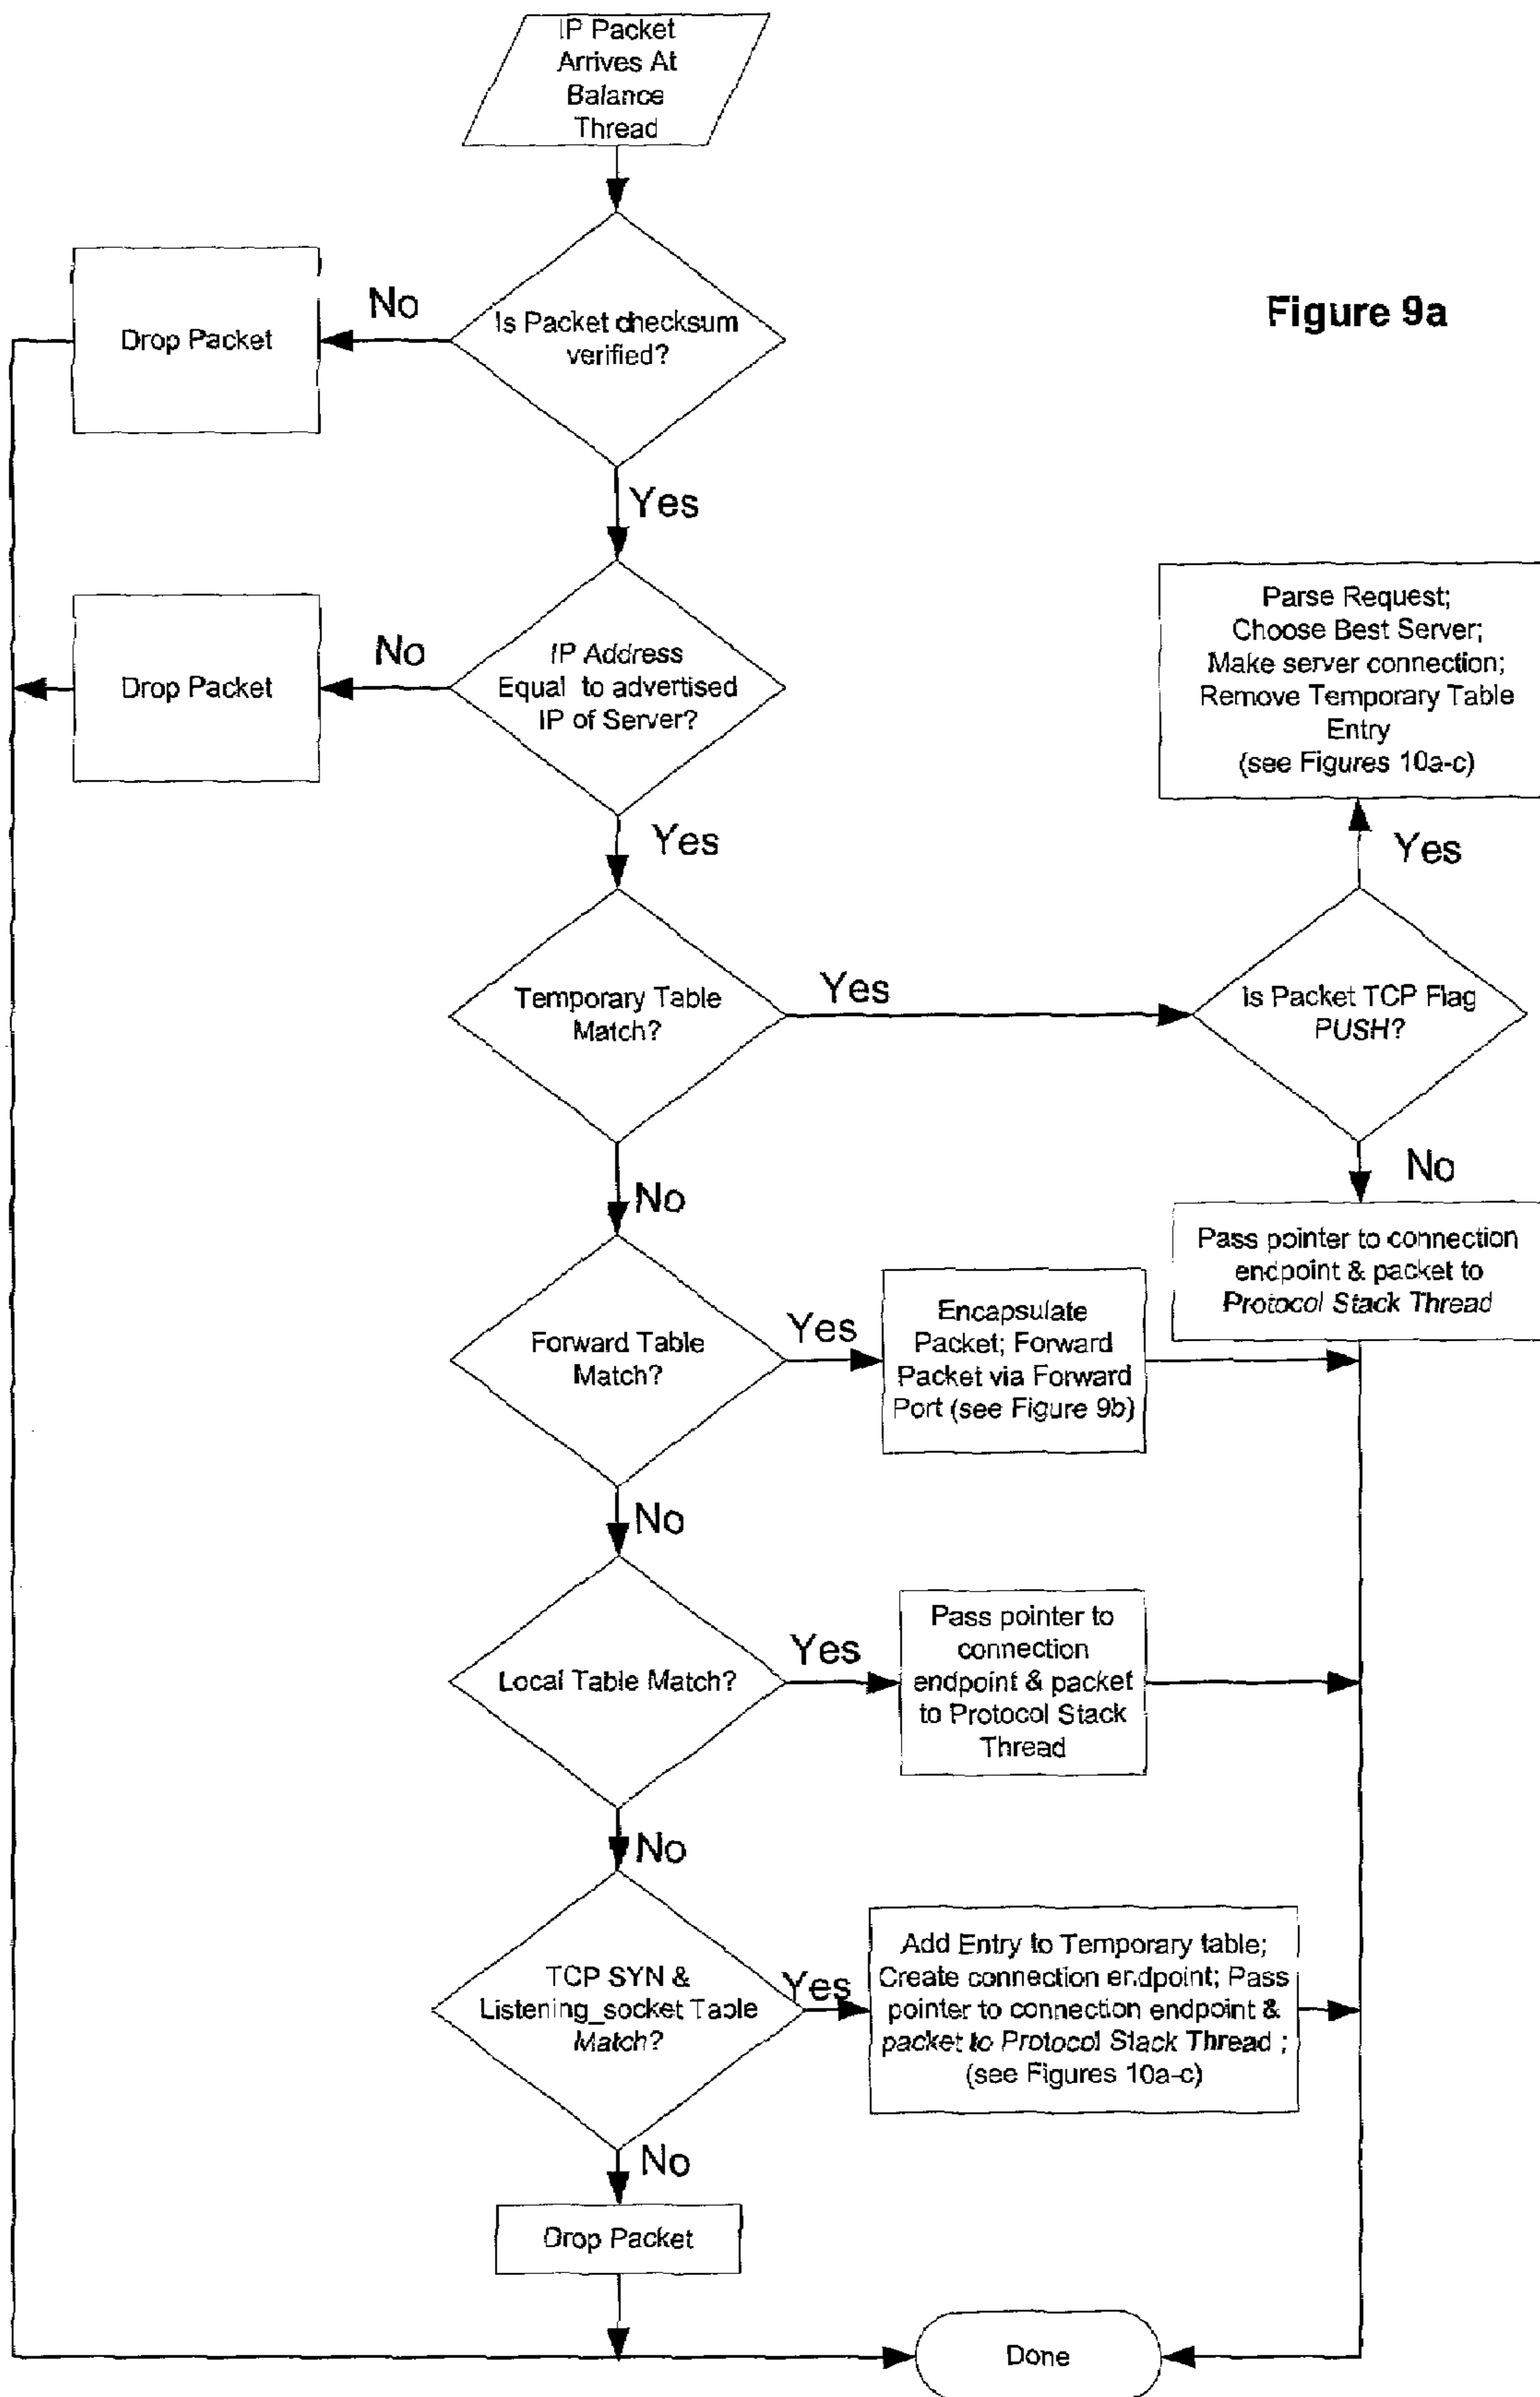 IP Packet
Arrives At
Balance
Thread
Figure 9a
No
Drop Packet
Is Packet checksum
verified?
Yes
Parse Request;
Choose Best Server;
Make server connection;
Remove Temporary Table
Entry
(see Figures 10a-c)
No
Drop Packet
IP Address
Equal to advertised
IP of Server?
Yes
Yes
Temporary Table
Match?
Yes
Is Packet TCP Flag
PUSH?
No
No
Pass pointer to connection
endpoint & packet to
Protocol Stack Thread
Forward Table
Match?
Yes
Encapsulate
Packet; Forward
Packet via Forward
Port (see Figure 9b)
No
Local Table Match?
Yes
Pass pointer to
connection
endpoint & packet
to Protocol Stack
Thread
No
TCP SYN &
Listening_socket Table
Match?
Yes
Add Entry to Temporary table;
Create connection endpoint; Pass
pointer to connection endpoint &
packet to Protocol Stack Thread ;
(see Figures 10a-c)
No
Drop Packet
Done